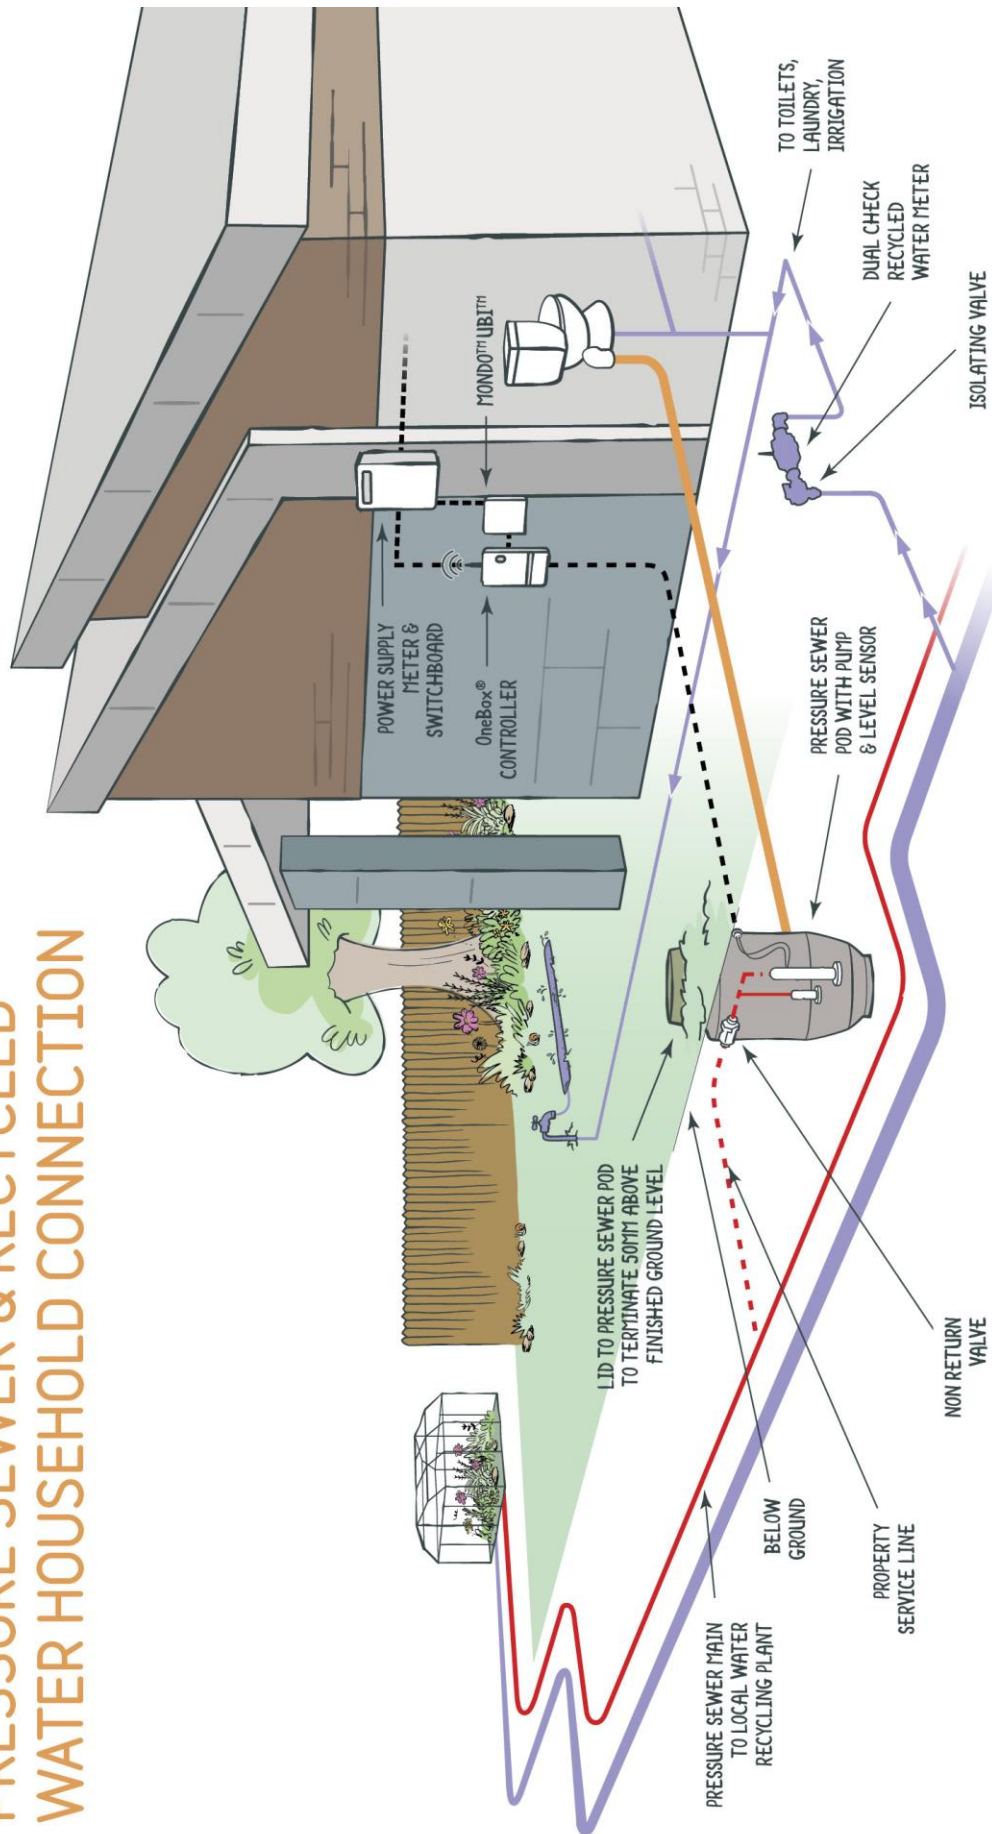 PRESSURE SEWER & RECYCLED
WATER HOUSEHOLD CONNECTION
POWER SUPPLY
METER &
SWITCHBOARD
OneBox®
CONTROLLER
MONDO™ UBI™
TO TOILETS,
LAUNDRY,
IRRIGATION
DUAL CHECK
RECYCLED
WATER METER
ISOLATING VALVE
PRESSURE SEWER
POD WITH PUMP
& LEVEL SENSOR
LID TO PRESSURE SEWER POD
TO TERMINATE 50MM ABOVE
FINISHED GROUND LEVEL
PRESSURE SEWER MAIN
TO LOCAL WATER
RECYCLING PLANT
BELOW
GROUND
PROPERTY
SERVICE LINE
NON RETURN
VALVE